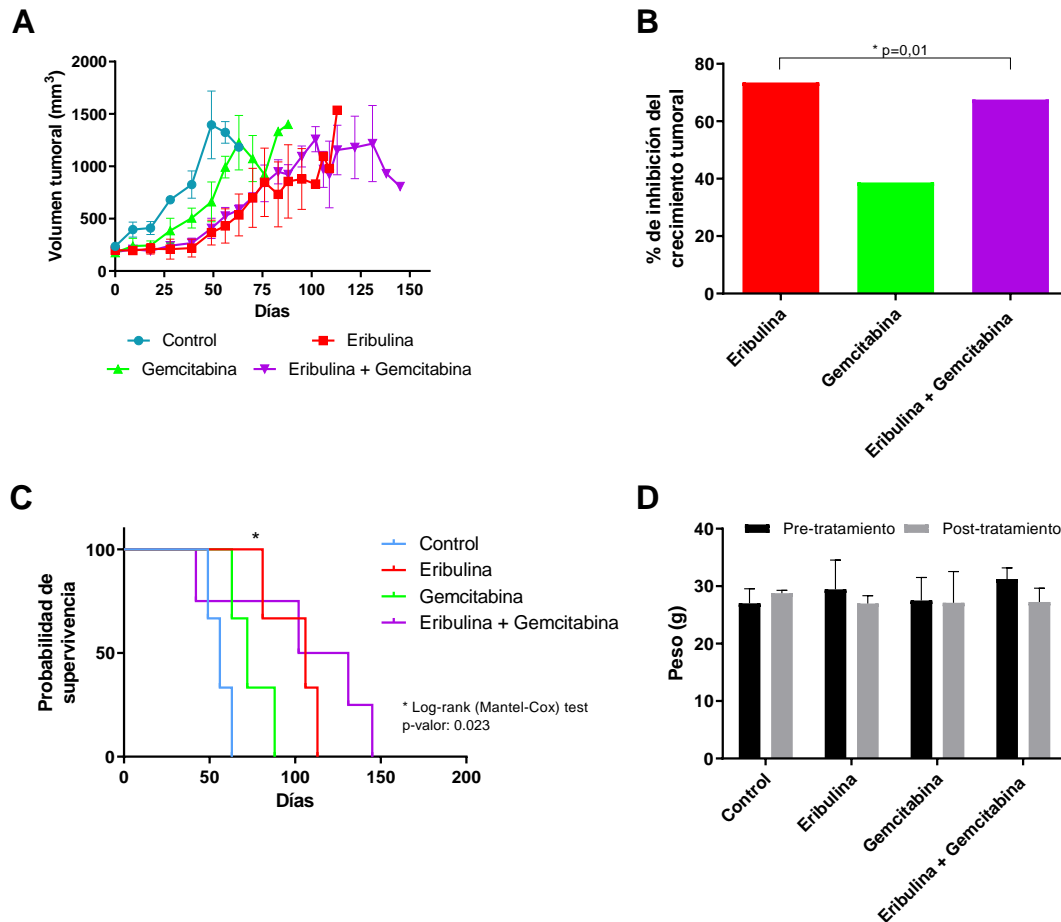 A
Volumen tumoral (mm³)
2000
1500
1000
500
0
0 25 50 75 100 125 150
Días
Control
Eribulina
Gemcitabina
Eribulina + Gemcitabina
B
* p=0,01
% de inhibición del
crecimiento tumoral
80
60
40
20
0
Eribulina
Gemcitabina
Eribulina + Gemcitabina
C
*
Probabilidad de
supervivencia
100
50
0
0 50 100 150 200
Días
Control
Eribulina
Gemcitabina
Eribulina + Gemcitabina
* Log-rank (Mantel-Cox) test
p-valor: 0.023
D
Pre-tratamiento
Post-tratamiento
Peso (g)
40
30
20
10
0
Control
Eribulina
Gemcitabina
Eribulina + Gemcitabina